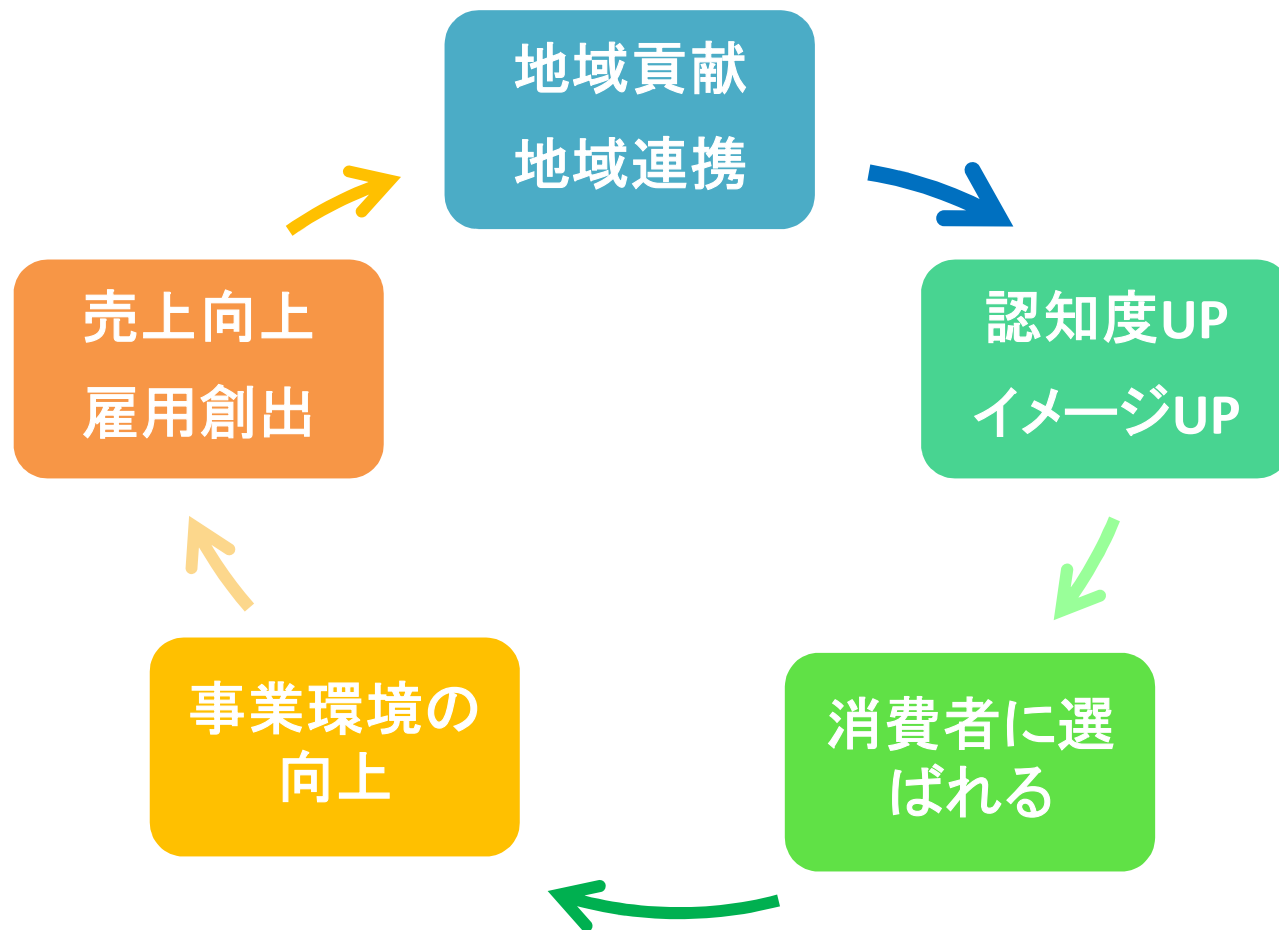 地域貢献
地域連携
認知度UP
イメージUP
消費者に選
ばれる
事業環境の
向上
売上向上
雇用創出